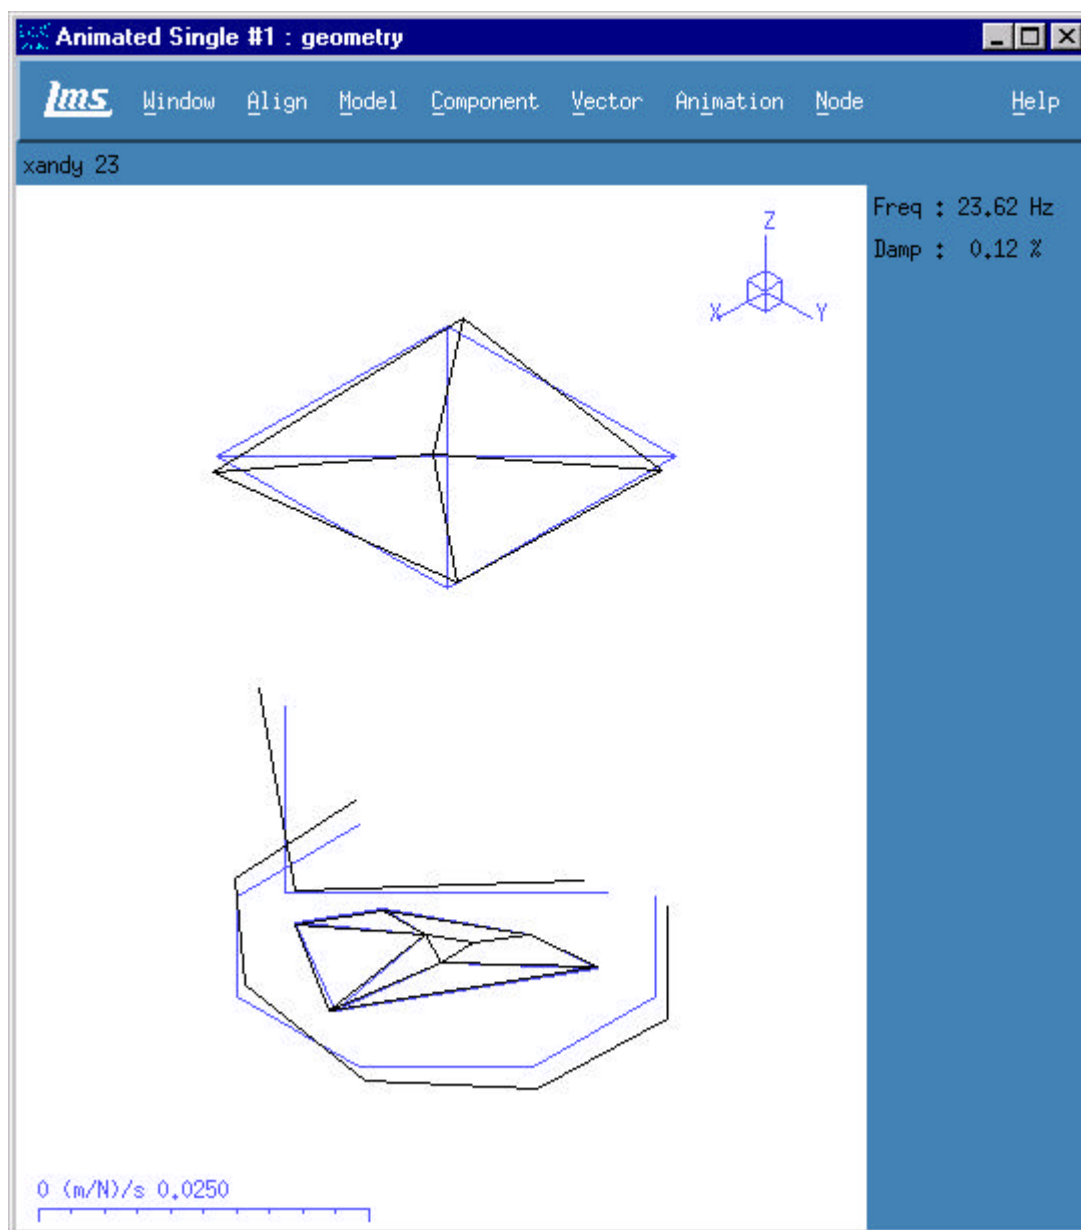 Animated Single #1 : geometry
lms Window Align Model Component Vector Animation Node Help
xandy 23
Freq : 23.62 Hz
Damp : 0.12 %
Z
X Y
0 (m/N)/s 0.0250